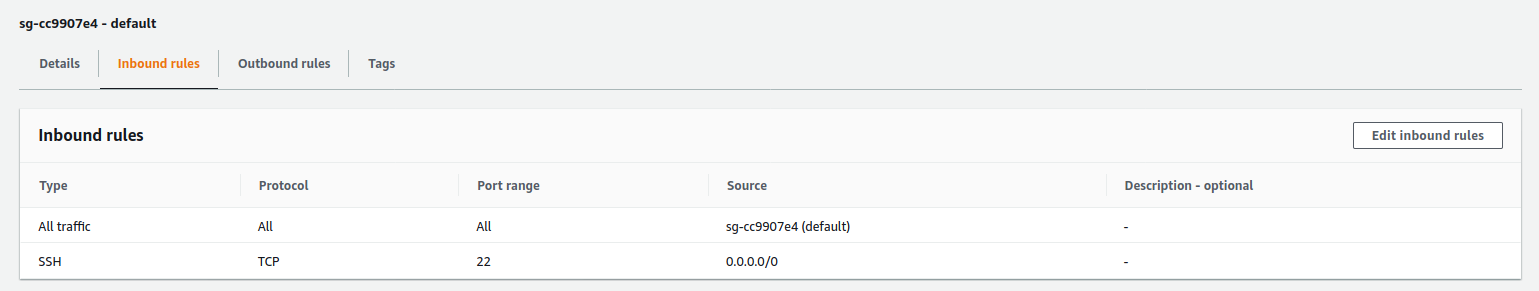 sg-cc9907e4 - default
Details Inbound rules Outbound rules Tags
Inbound rules Edit inbound rules
Type Protocol Port range Source Description - optional
All traffic All All sg-cc9907e4 (default) -
SSH TCP 22 0.0.0.0/0 -